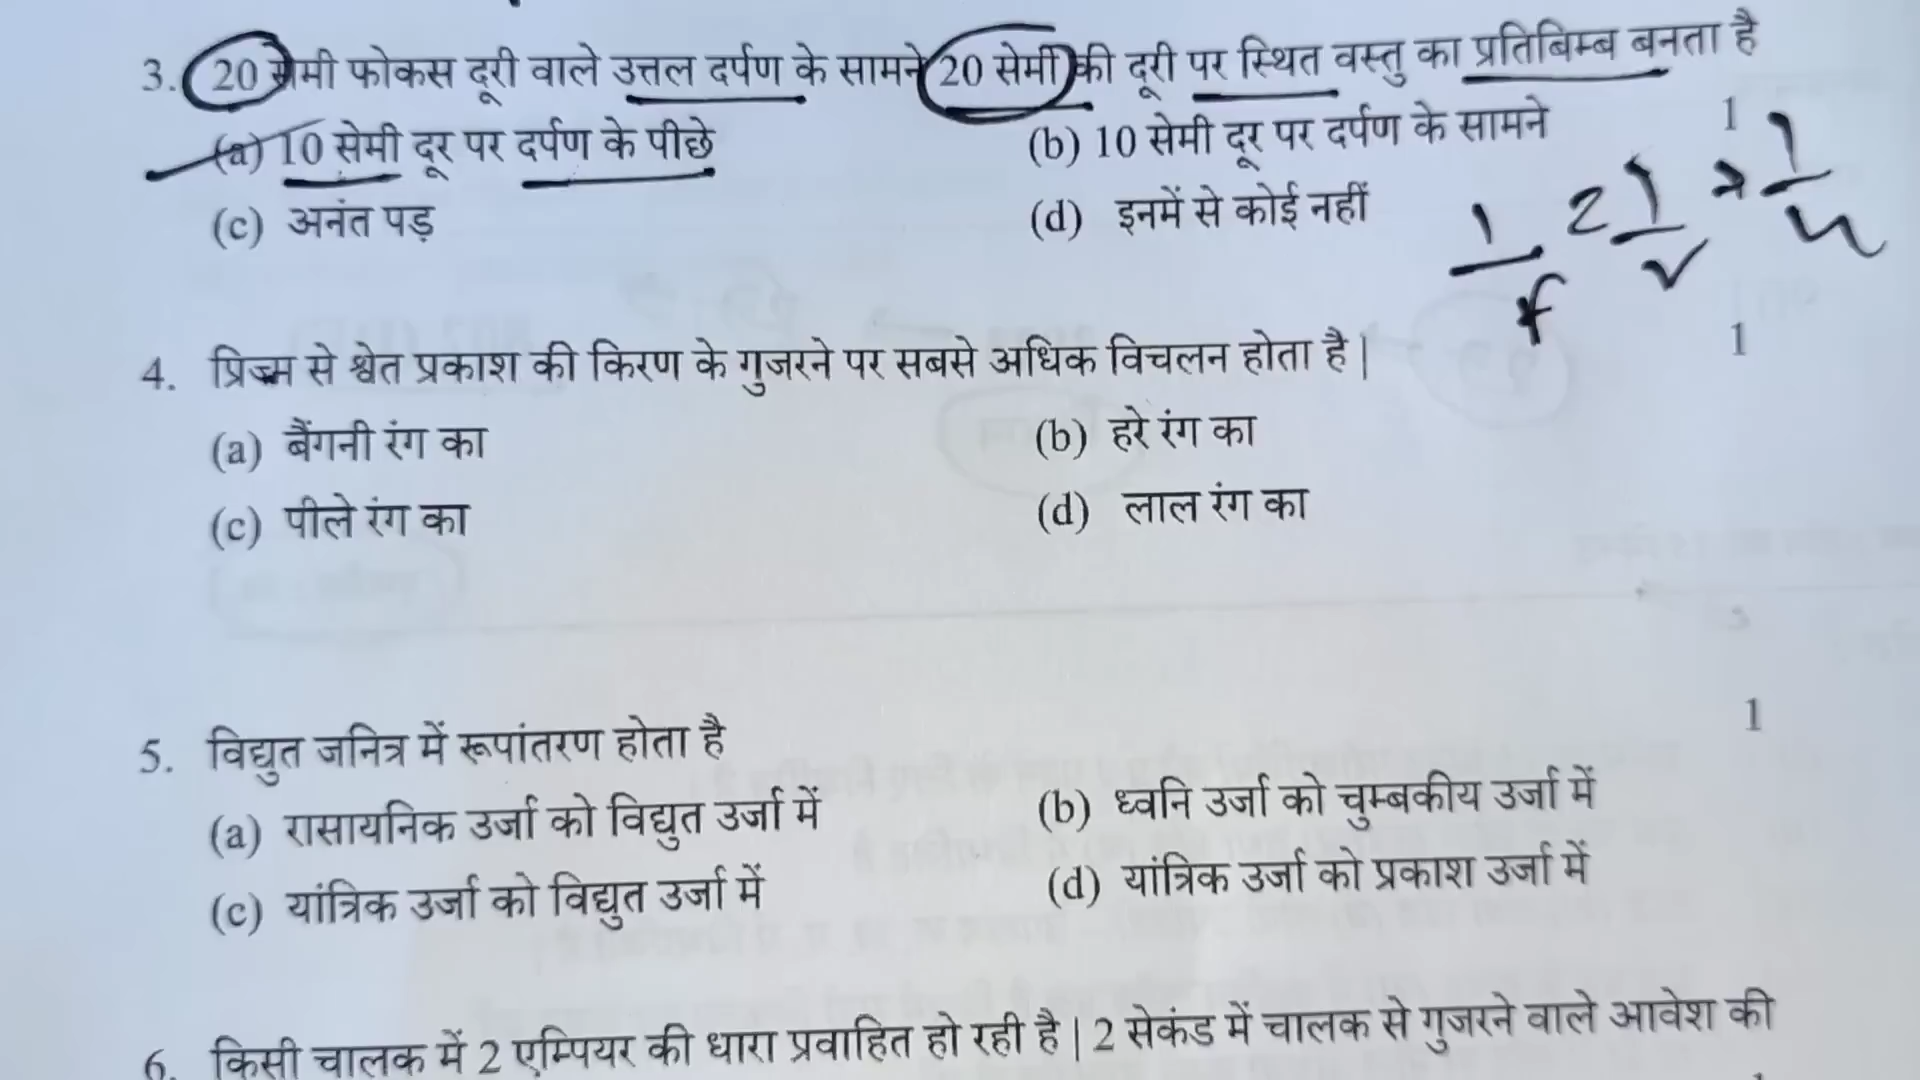 3. 20 सेमी फोकस दूरी वाले उत्तल दर्पण के सामने 20 सेमी की दूरी पर स्थित वस्तु का प्रतिबिम्ब बनता है
1
(a) 10 सेमी दूर पर दर्पण के पीछे (b) 10 सेमी दूर पर दर्पण के सामने
(c) अनंत पड़ (d) इनमें से कोई नहीं
4. प्रिज्म से श्वेत प्रकाश की किरण के गुजरने पर सबसे अधिक विचलन होता है | 1
(a) बैंगनी रंग का (b) हरे रंग का
(c) पीले रंग का (d) लाल रंग का
5. विद्युत जनित्र में रूपांतरण होता है 1
(a) रासायनिक उर्जा को विद्युत उर्जा में (b) ध्वनि उर्जा को चुम्बकीय उर्जा में
(c) यांत्रिक उर्जा को विद्युत उर्जा में (d) यांत्रिक उर्जा को प्रकाश उर्जा में
6. किसी चालक में 2 एम्पियर की धारा प्रवाहित हो रही है | 2 सेकंड में चालक से गुजरने वाले आवेश की